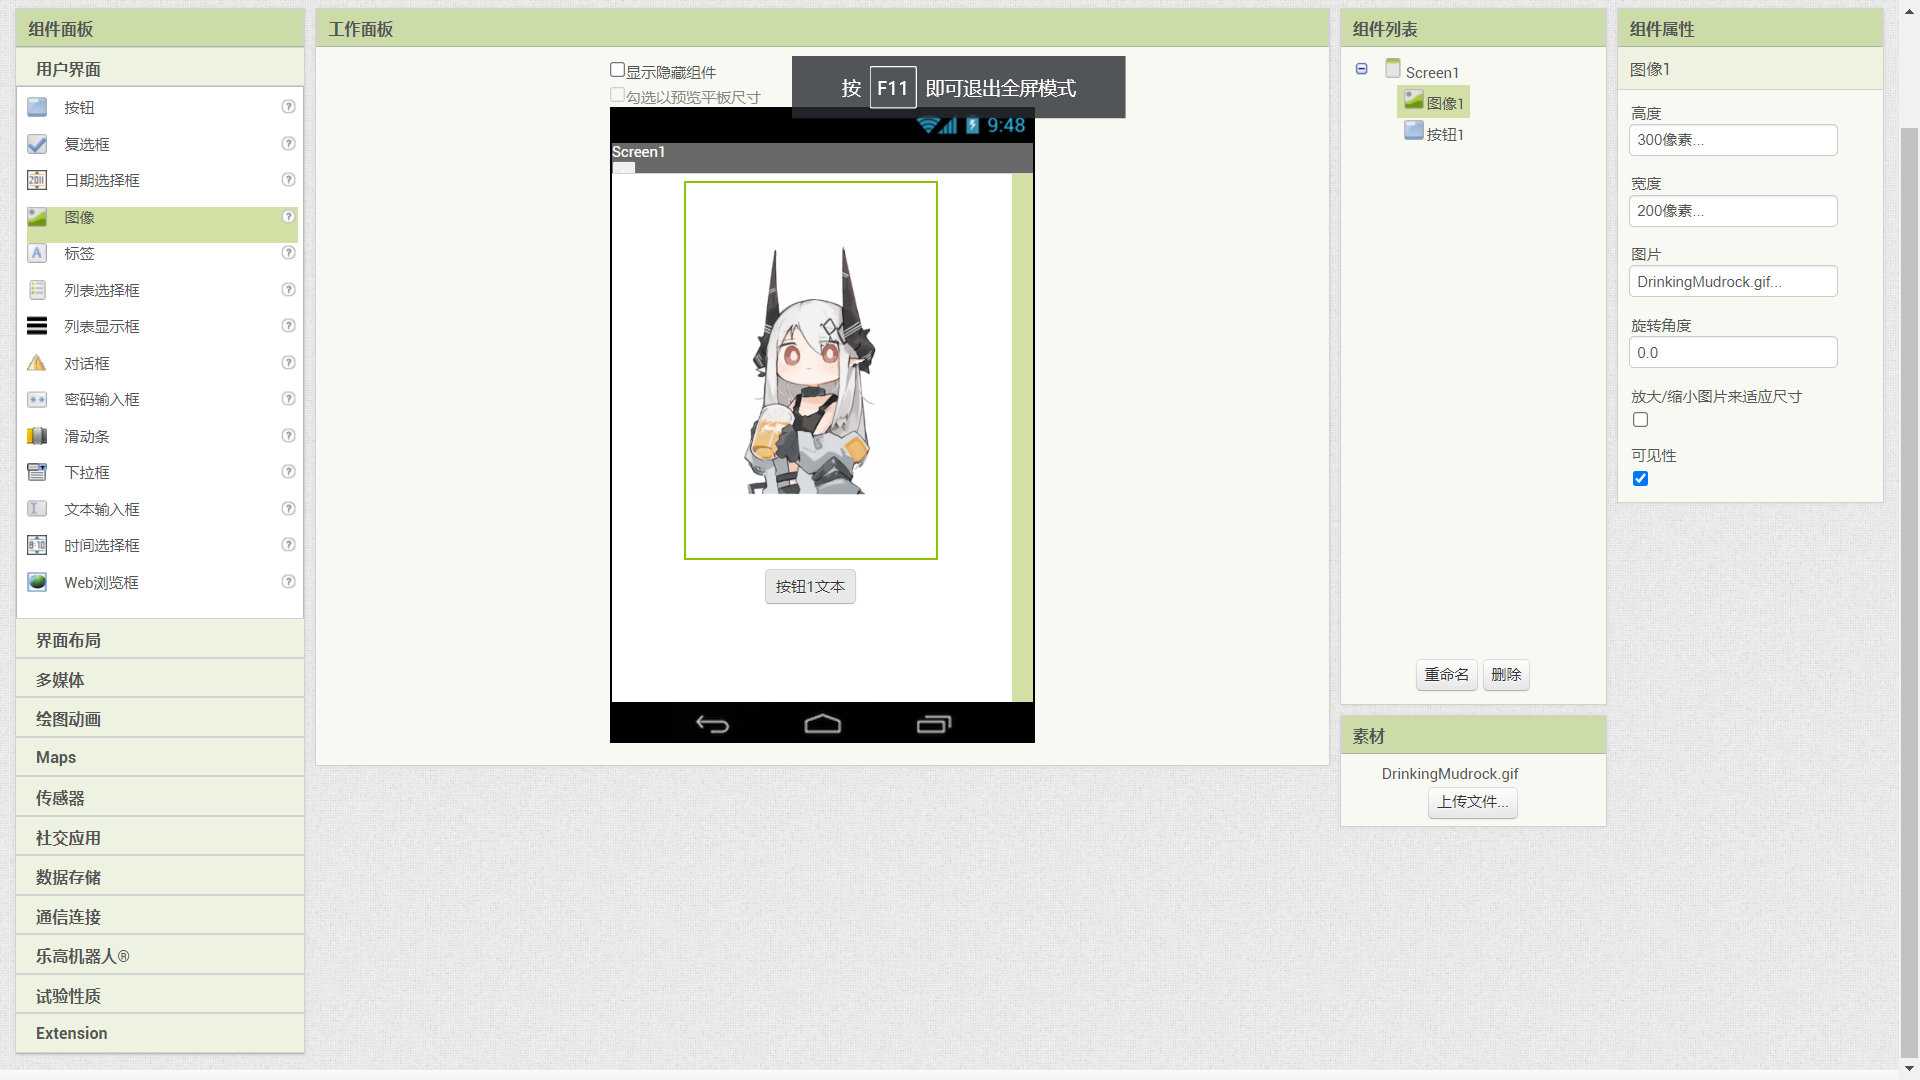 组件面板
用户界面
按钮
复选框
日期选择框
图像
标签
列表选择框
列表显示框
对话框
密码输入框
滑动条
下拉框
文本输入框
时间选择框
Web浏览框
界面布局
多媒体
绘图动画
Maps
传感器
社交应用
数据存储
通信连接
乐高机器人®
试验性质
Extension
工作面板
显示隐藏组件
勾选以预览平板尺寸
按 F11 即可退出全屏模式
9:48
Screen1
按钮1文本
组件列表
Screen1
图像1
按钮1
重命名 删除
素材
DrinkingMudrock.gif
上传文件...
组件属性
图像1
高度
300像素...
宽度
200像素...
图片
DrinkingMudrock.gif...
旋转角度
0.0
放大/缩小图片来适应尺寸
可见性